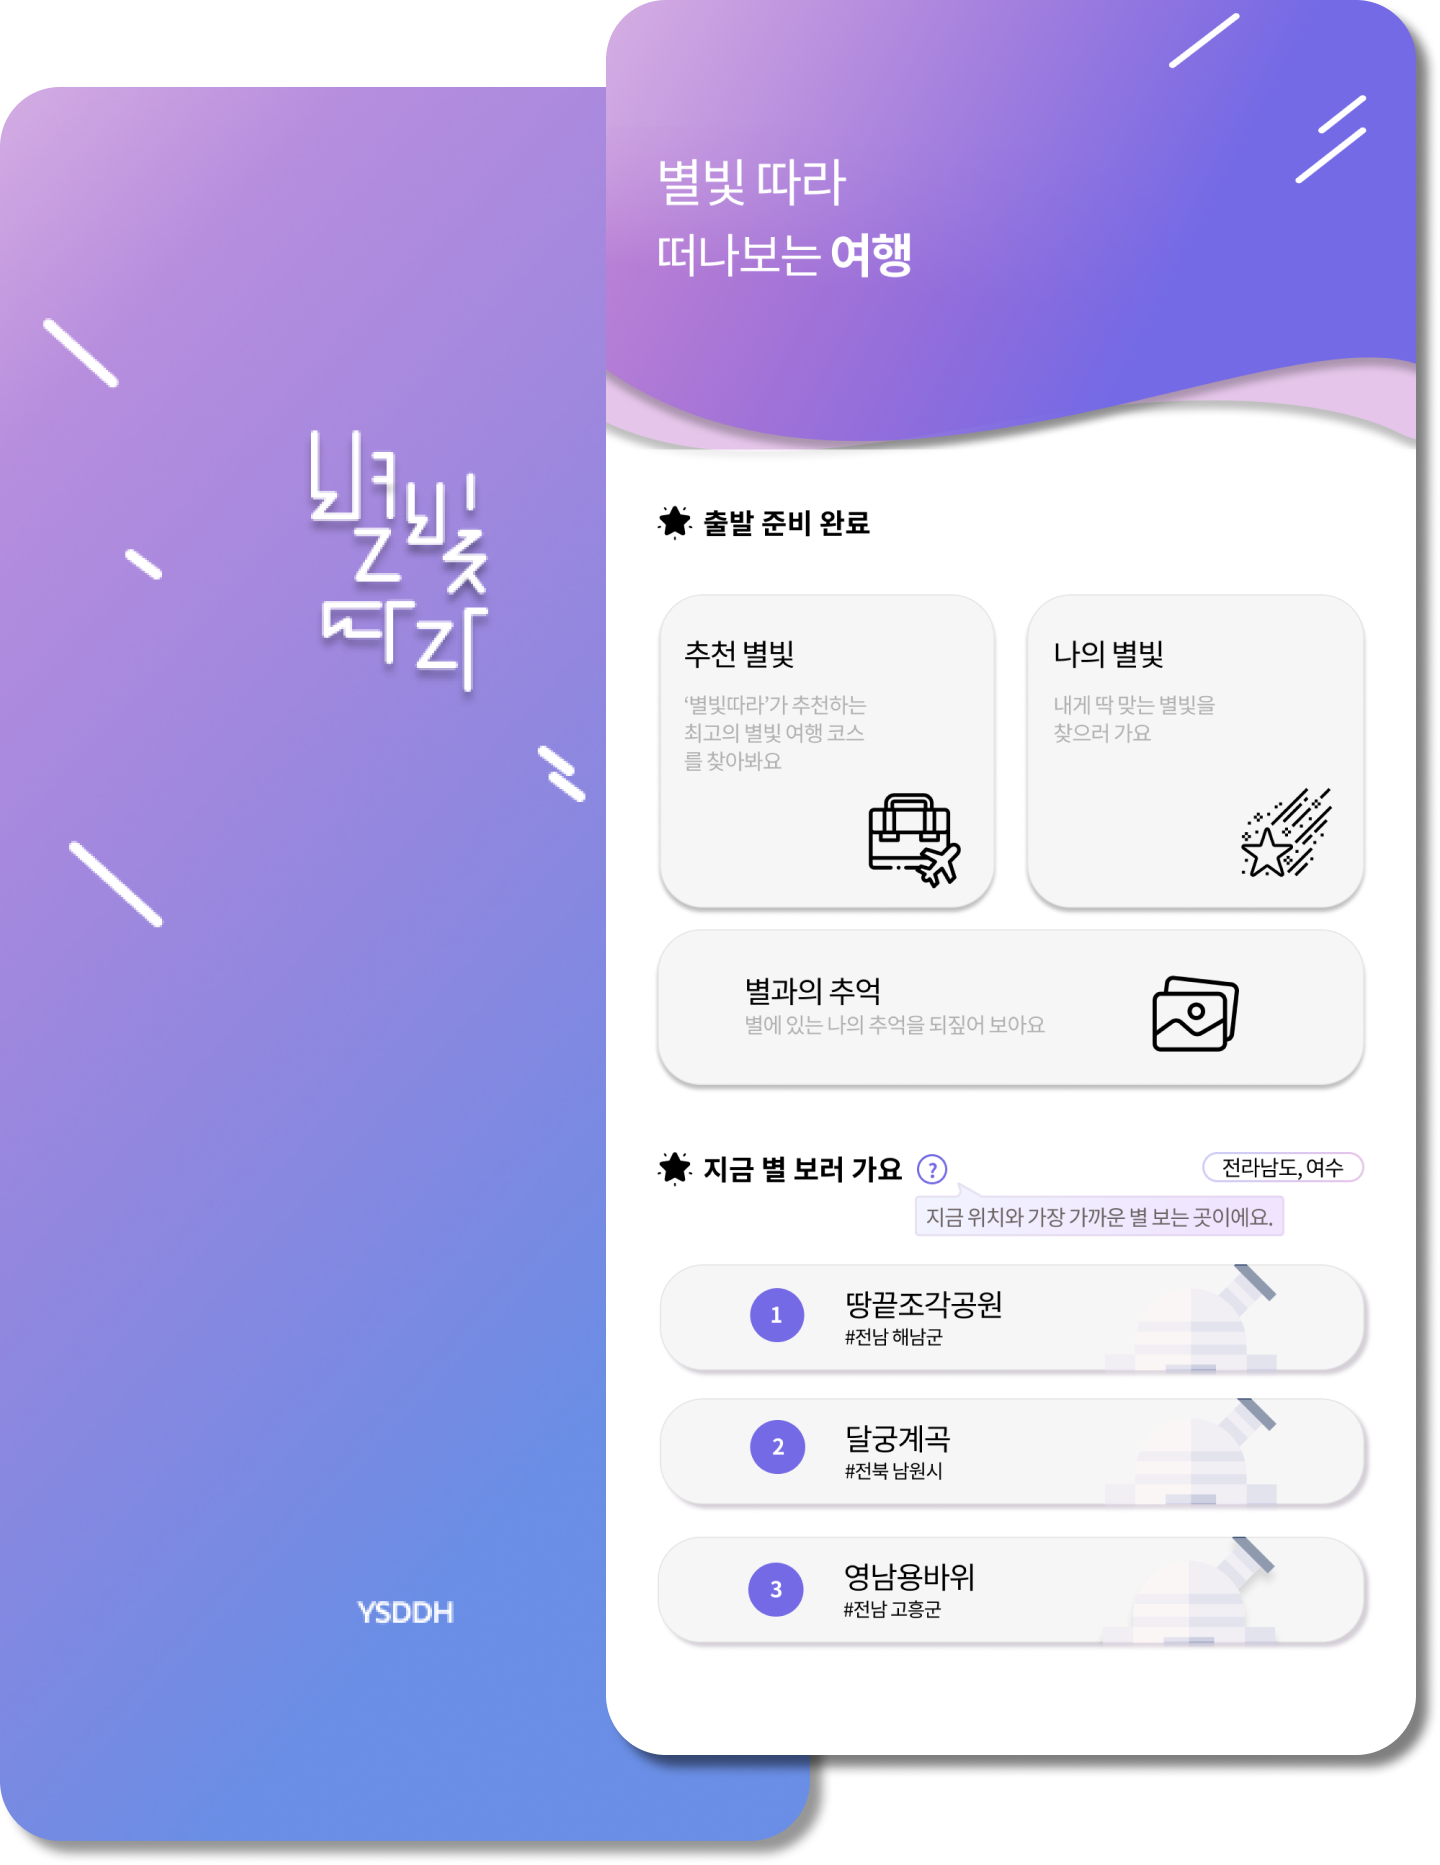 별빛
따라
YSDDH
별빛 따라
떠나보는 여행
출발 준비 완료
추천 별빛
‘별빛따라’가 추천하는
최고의 별빛 여행 코스
를 찾아봐요
나의 별빛
내게 딱 맞는 별빛을
찾으러 가요
별과의 추억
별에 있는 나의 추억을 되짚어 보아요
지금 별 보러 가요 ?
전라남도, 여수
지금 위치와 가장 가까운 별 보는 곳이에요.
1
땅끝조각공원
#전남 해남군
2
달궁계곡
#전북 남원시
3
영남용바위
#전남 고흥군